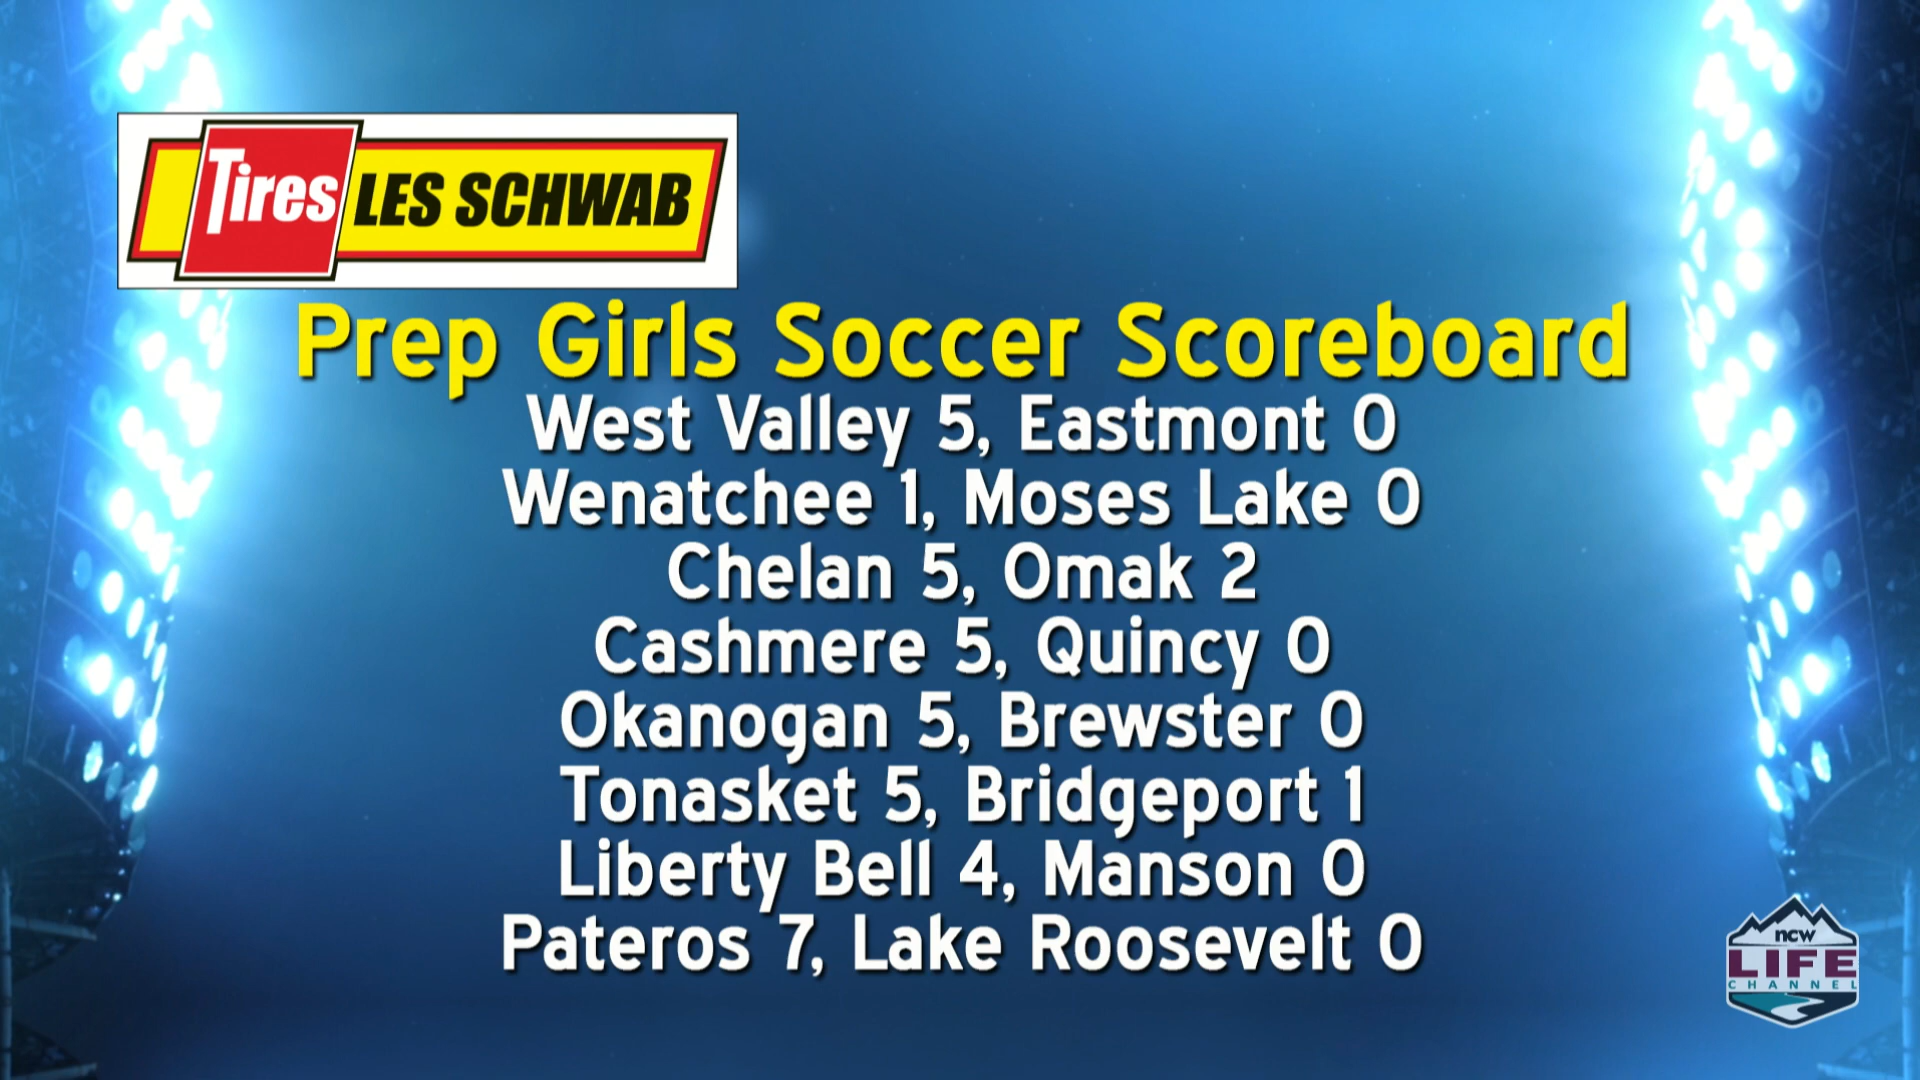 Tires LES SCHWAB
Prep Girls Soccer Scoreboard
West Valley 5, Eastmont 0
Wenatchee 1, Moses Lake 0
Chelan 5, Omak 2
Cashmere 5, Quincy 0
Okanogan 5, Brewster 0
Tonasket 5, Bridgeport 1
Liberty Bell 4, Manson 0
Pateros 7, Lake Roosevelt 0
ncw
LIFE
CHANNEL